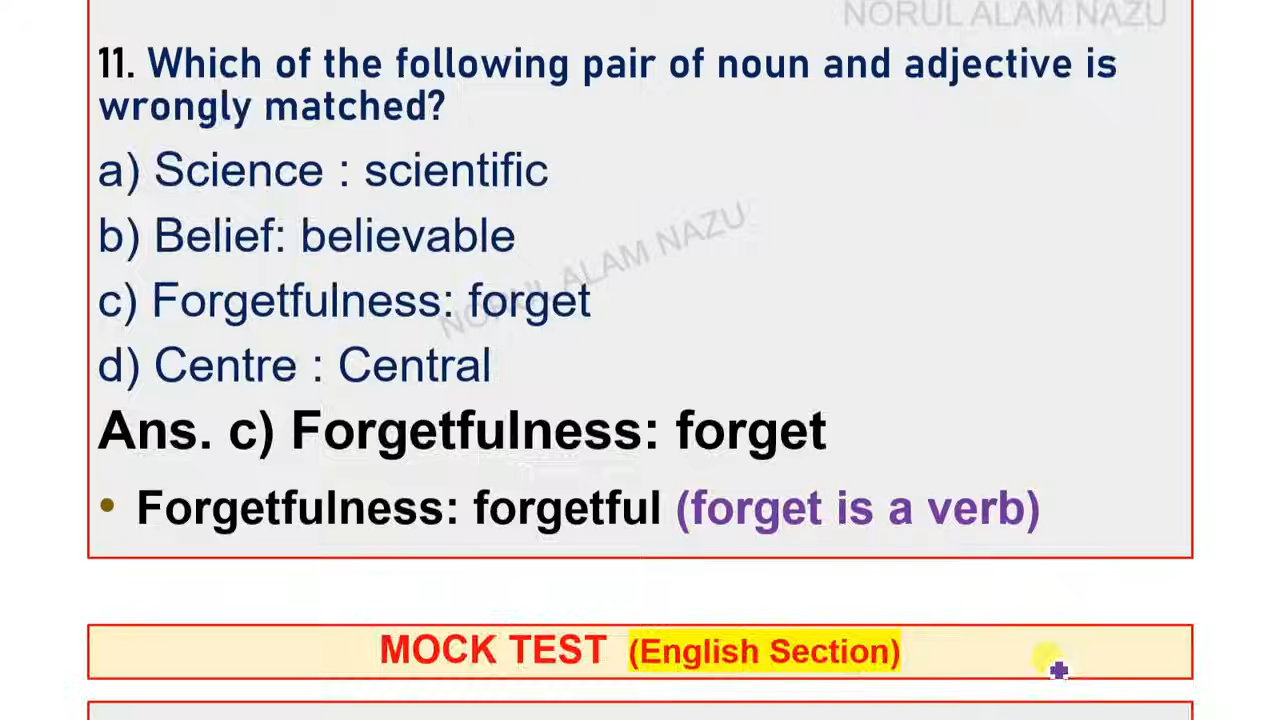 NORUL ALAM NAZU
11. Which of the following pair of noun and adjective is
wrongly matched?
a) Science : scientific
b) Belief: believable
NORUL ALAM NAZU
c) Forgetfulness: forget
d) Centre : Central
Ans. c) Forgetfulness: forget
• Forgetfulness: forgetful (forget is a verb)
MOCK TEST (English Section)